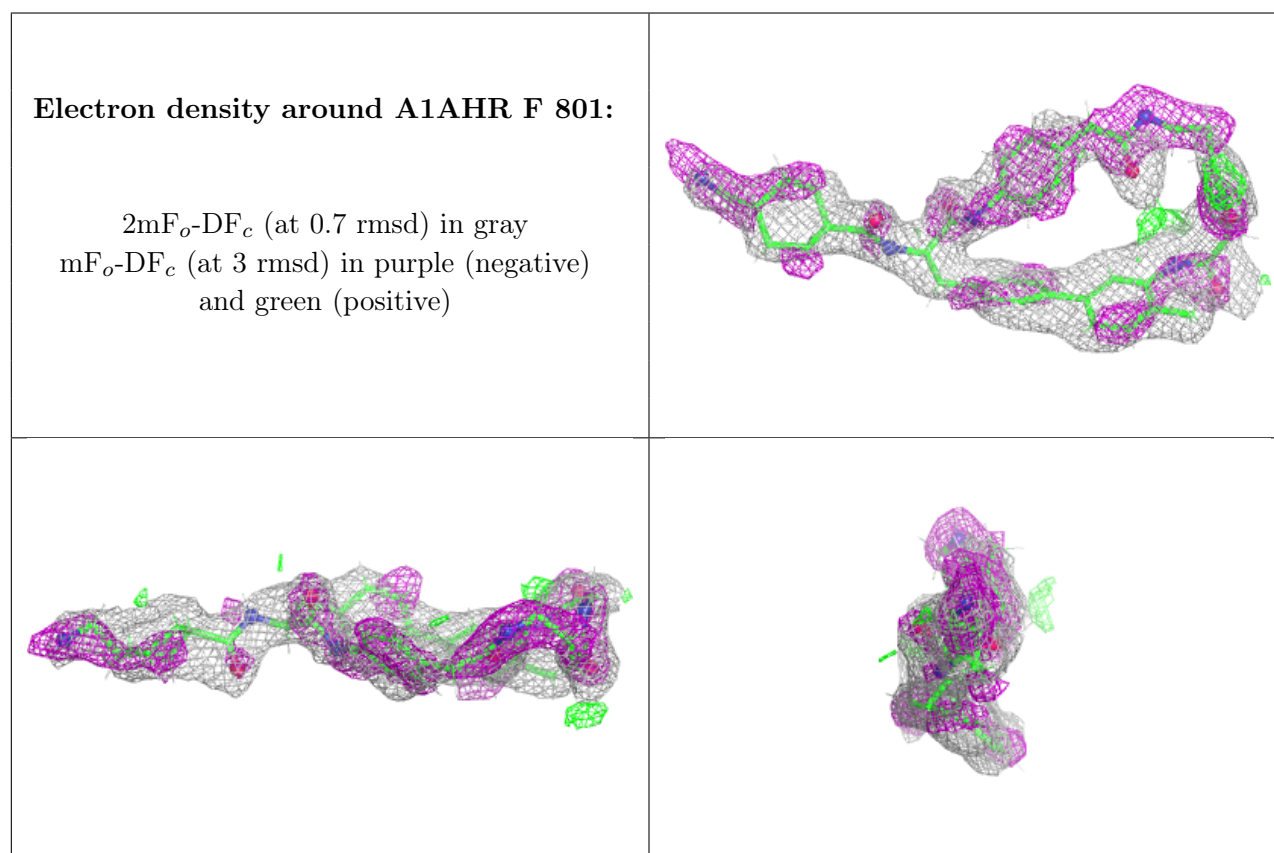 Electron density around A1AHR F 801:
2mFₒ-DF𝒸 (at 0.7 rmsd) in gray
mFₒ-DF𝒸 (at 3 rmsd) in purple (negative)
and green (positive)